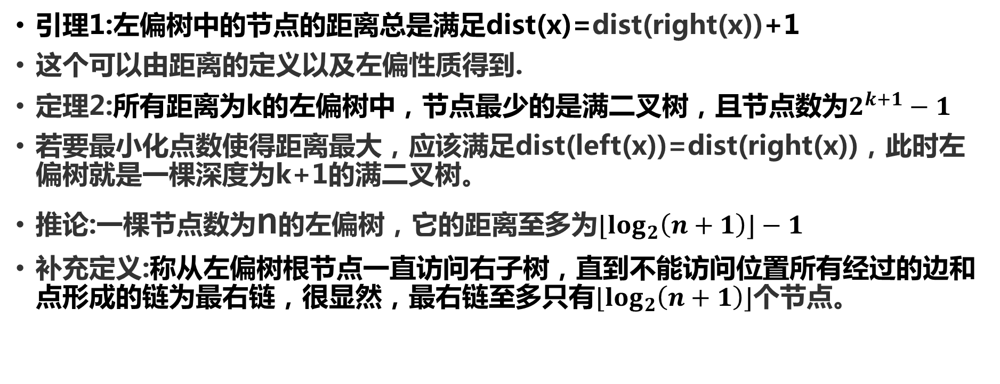 • 引理1:左偏树中的节点的距离总是满足dist(x)=dist(right(x))+1
• 这个可以由距离的定义以及左偏性质得到.
• 定理2:所有距离为k的左偏树中，节点最少的是满二叉树，且节点数为$2^{k+1}-1$
• 若要最小化点数使得距离最大，应该满足dist(left(x))=dist(right(x))，此时左
偏树就是一棵深度为k+1的满二叉树。
• 推论:一棵节点数为n的左偏树，它的距离至多为⌊log₂(n + 1)⌋ − 1
• 补充定义:称从左偏树根节点一直访问右子树，直到不能访问位置所有经过的边和
点形成的链为最右链，很显然，最右链至多只有⌊log₂(n + 1)⌋个节点。